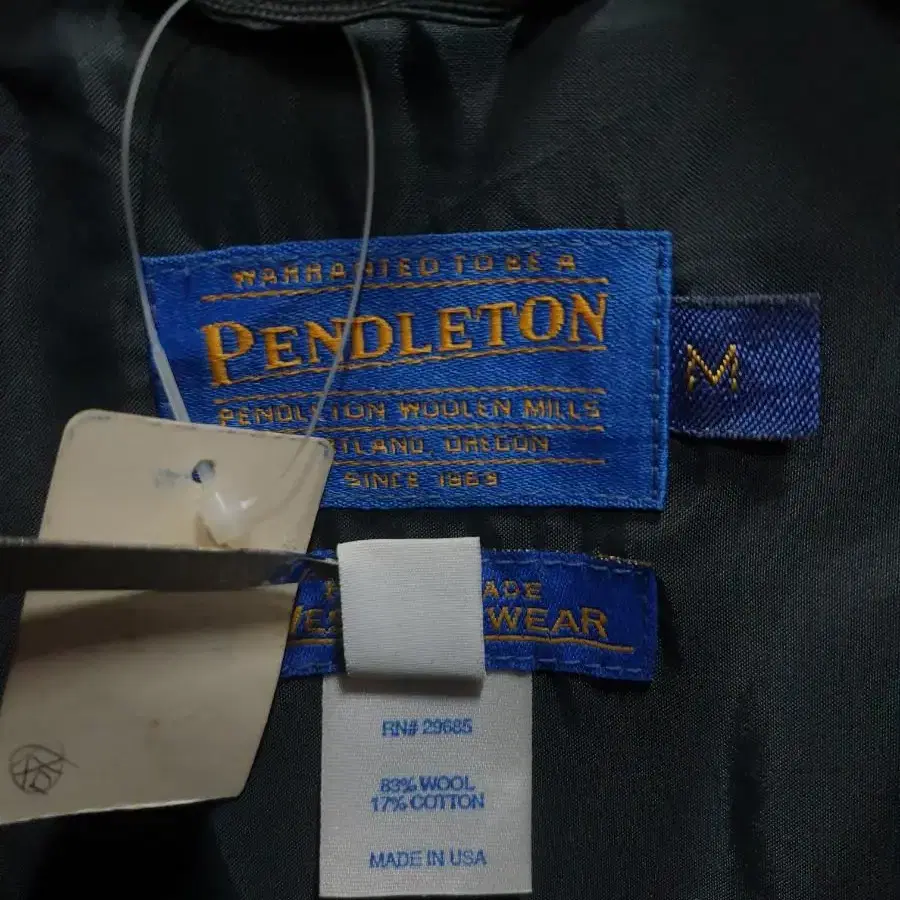 WARRANTED TO BE A
PENDLETON
M
PENDLETON WOOLEN MILLS
TLAND, OREGON
SINCE 1863
ADE
WEAR
RN# 29685
83% WOOL
17% COTTON
MADE IN USA